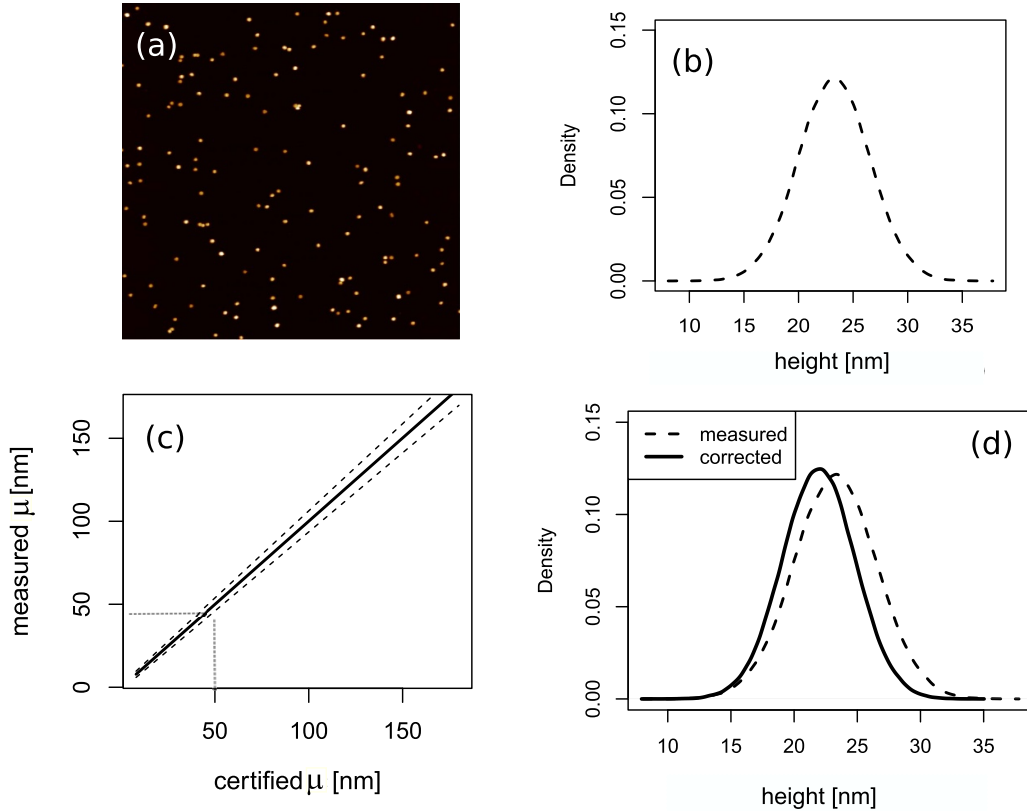 (a)
(b)
0.15
0.10
0.05
0.00
Density
10 15 20 25 30 35
height [nm]
(c)
150
100
50
0
measured μ [nm]
50 100 150
certified μ [nm]
(d)
measured
corrected
0.15
0.10
0.05
0.00
Density
10 15 20 25 30 35
height [nm]